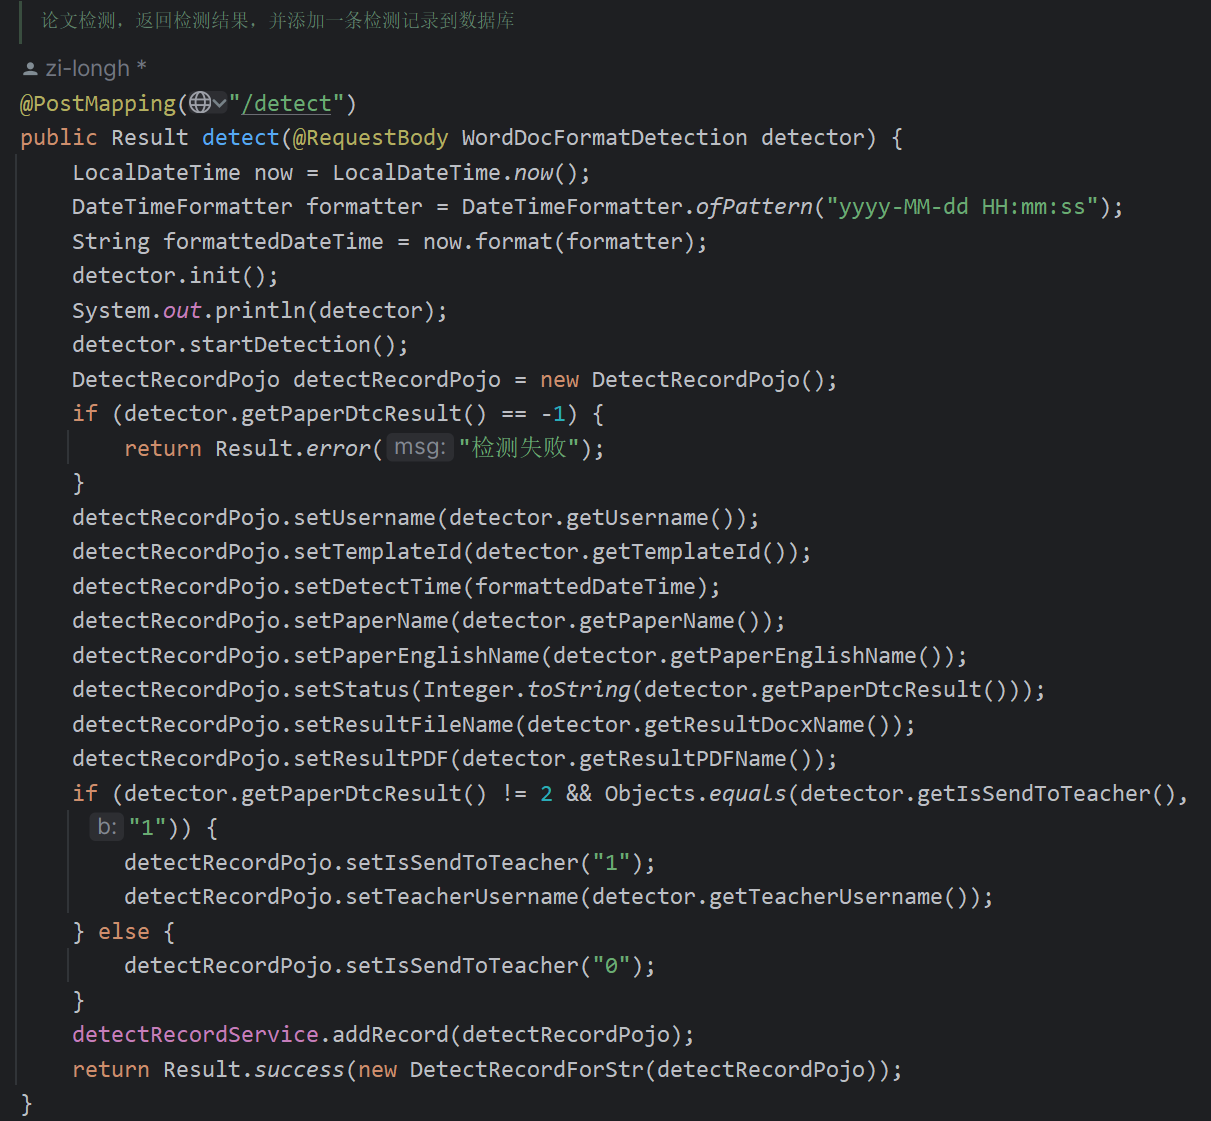 论文检测，返回检测结果，并添加一条检测记录到数据库
zi-longh *
@PostMapping("/detect")
public Result detect(@RequestBody WordDocFormatDetection detector) {
LocalDateTime now = LocalDateTime.now();
DateTimeFormatter formatter = DateTimeFormatter.ofPattern("yyyy-MM-dd HH:mm:ss");
String formattedDateTime = now.format(formatter);
detector.init();
System.out.println(detector);
detector.startDetection();
DetectRecordPojo detectRecordPojo = new DetectRecordPojo();
if (detector.getPaperDtcResult() == -1) {
return Result.error( msg: "检测失败");
}
detectRecordPojo.setUsername(detector.getUsername());
detectRecordPojo.setTemplateId(detector.getTemplateId());
detectRecordPojo.setDetectTime(formattedDateTime);
detectRecordPojo.setPaperName(detector.getPaperName());
detectRecordPojo.setPaperEnglishName(detector.getPaperEnglishName());
detectRecordPojo.setStatus(Integer.toString(detector.getPaperDtcResult()));
detectRecordPojo.setResultFileName(detector.getResultDocxName());
detectRecordPojo.setResultPDF(detector.getResultPDFName());
if (detector.getPaperDtcResult() != 2 && Objects.equals(detector.getIsSendToTeacher(),
b: "1")) {
detectRecordPojo.setIsSendToTeacher("1");
detectRecordPojo.setTeacherUsername(detector.getTeacherUsername());
} else {
detectRecordPojo.setIsSendToTeacher("0");
}
detectRecordService.addRecord(detectRecordPojo);
return Result.success(new DetectRecordForStr(detectRecordPojo));
}